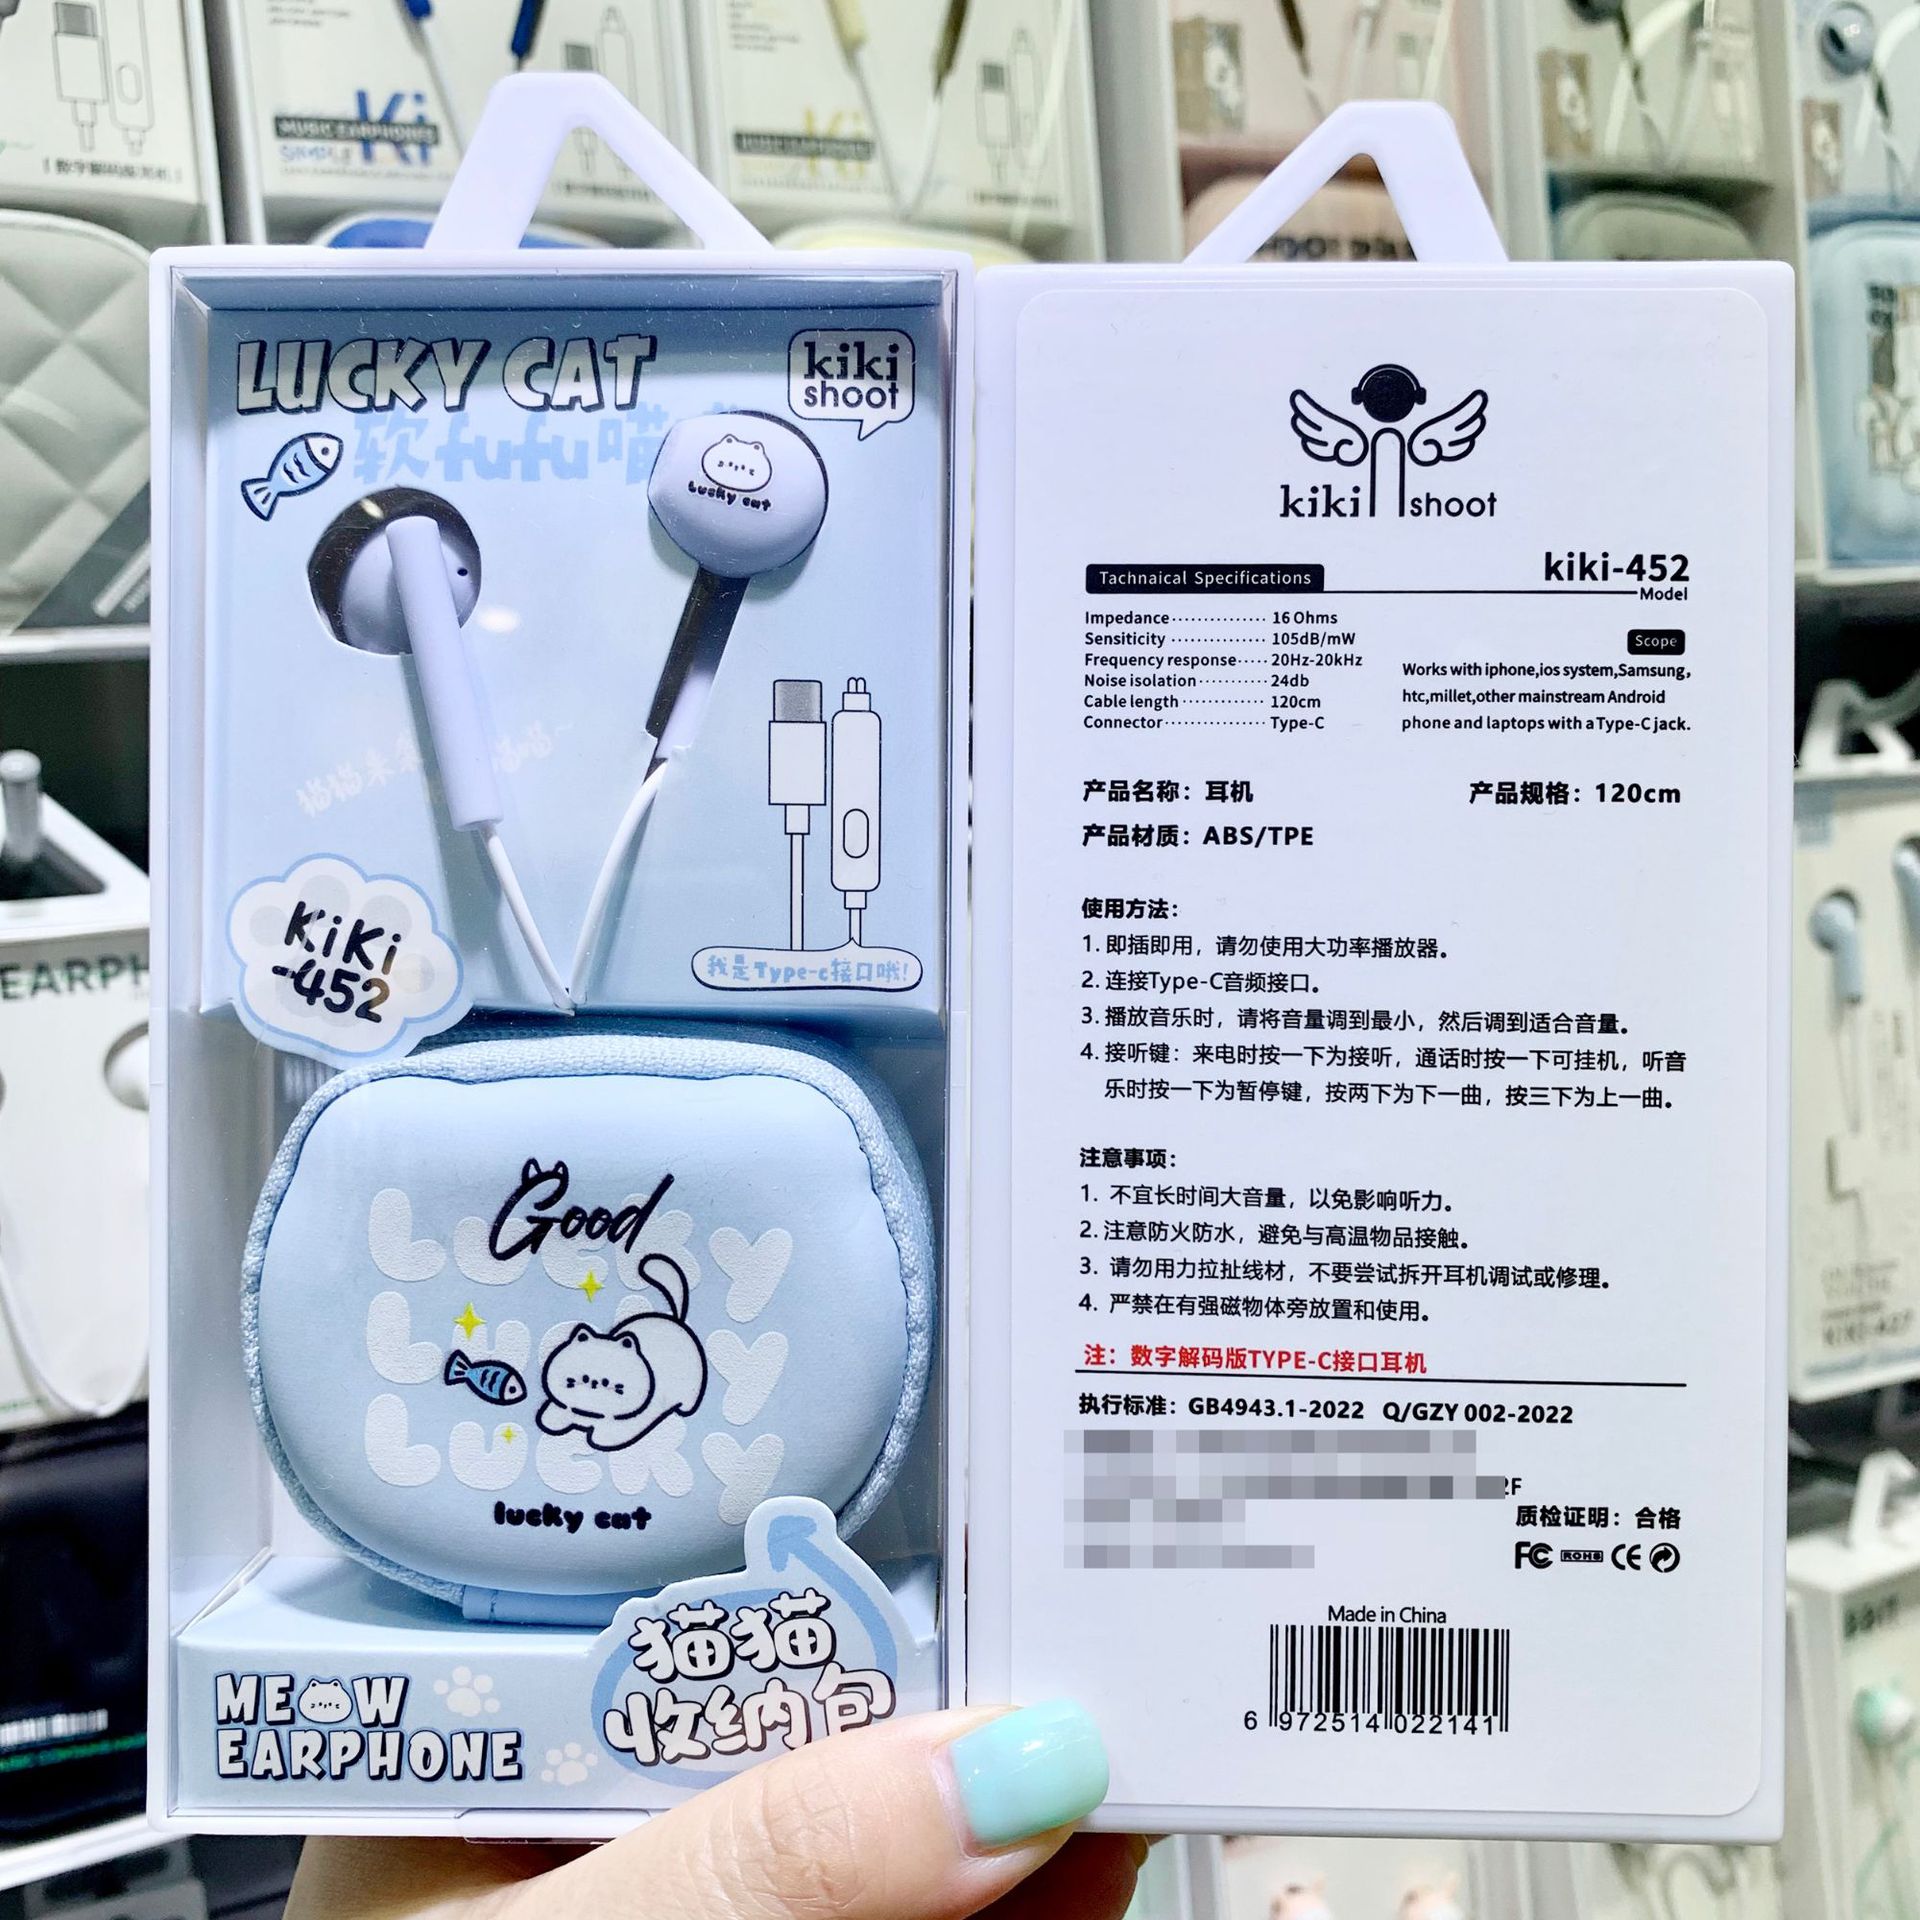 MUSIC EARPHONES
Ki
Ki
LUCKY CAT
kiki
shoot
软fufu喵
Lucky cat
KiKi
-452
我是Type-c接口哦!
Good
Lucky
Lucky
Lucky
lucky cat
猫猫
收纳包
MEOW
EARPHONE
kiki shoot
Tachnaical Specifications
kiki-452
Model
Impedance ··············· 16 Ohms
Sensiticity ··············· 105dB/mW
Frequency response····· 20Hz-20kHz
Noise isolation ··········· 24db
Cable length ············· 120cm
Connector················ Type-C
Scope
Works with iphone,ios system,Samsung,
htc,millet,other mainstream Android
phone and laptops with a Type-C jack.
产品名称：耳机 产品规格：120cm
产品材质：ABS/TPE
使用方法：
1. 即插即用，请勿使用大功率播放器。
2. 连接Type-C音频接口。
3. 播放音乐时，请将音量调到最小，然后调到适合音量。
4. 接听键：来电时按一下为接听，通话时按一下可挂机，听音
乐时按一下为暂停键，按两下为下一曲，按三下为上一曲。
注意事项：
1. 不宜长时间大音量，以免影响听力。
2. 注意防火防水，避免与高温物品接触。
3. 请勿用力拉扯线材，不要尝试拆开耳机调试或修理。
4. 严禁在有强磁物体旁放置和使用。
注：数字解码版TYPE-C接口耳机
执行标准：GB4943.1-2022 Q/GZY 002-2022
2F
质检证明：合格
FC ROHS CE
Made in China
6 972514 022141